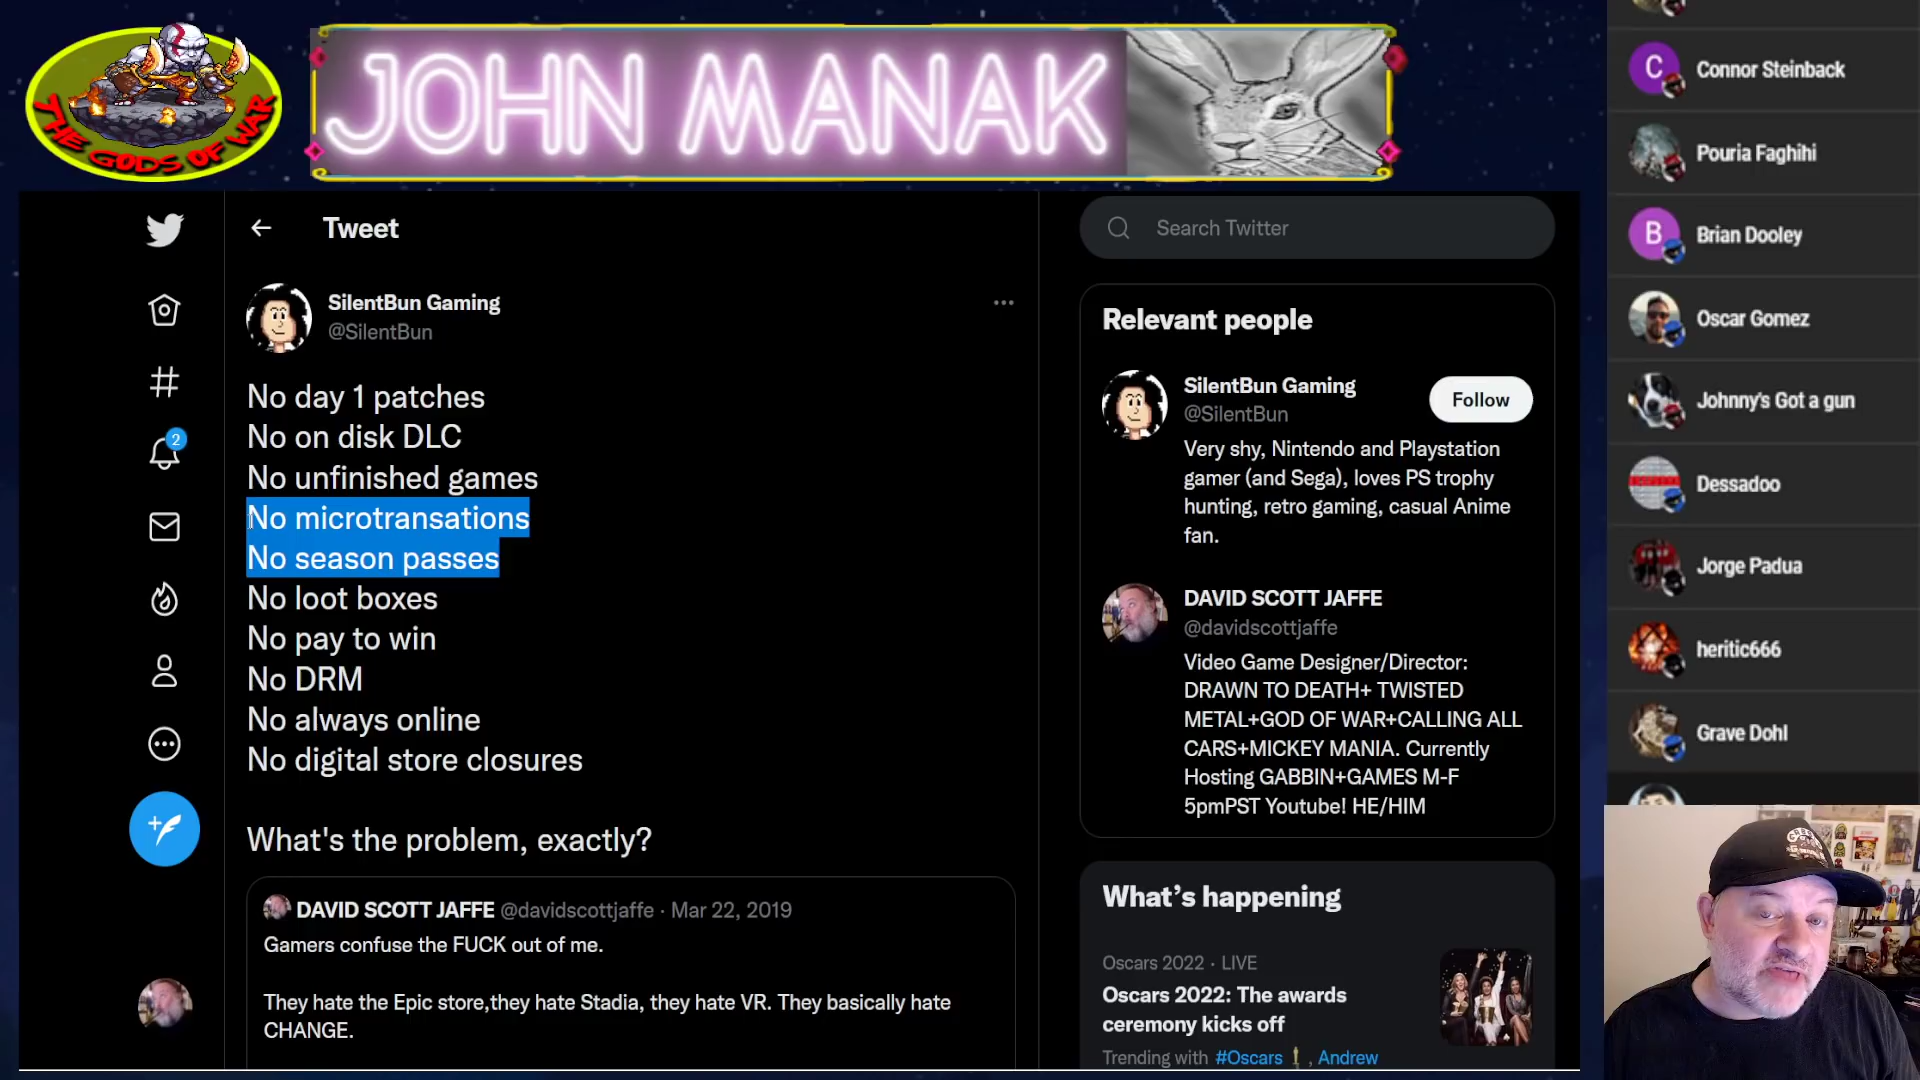 THE GODS OF WAR
JOHN MANAK
Tweet
SilentBun Gaming
@SilentBun
No day 1 patches
No on disk DLC
No unfinished games
No microtransations
No season passes
No loot boxes
No pay to win
No DRM
No always online
No digital store closures
What's the problem, exactly?
DAVID SCOTT JAFFE @davidscottjaffe · Mar 22, 2019
Gamers confuse the FUCK out of me.
They hate the Epic store,they hate Stadia, they hate VR. They basically hate
CHANGE.
2
Search Twitter
Relevant people
SilentBun Gaming
@SilentBun
Follow
Very shy, Nintendo and Playstation
gamer (and Sega), loves PS trophy
hunting, retro gaming, casual Anime
fan.
DAVID SCOTT JAFFE
@davidscottjaffe
Video Game Designer/Director:
DRAWN TO DEATH+ TWISTED
METAL+GOD OF WAR+CALLING ALL
CARS+MICKEY MANIA. Currently
Hosting GABBIN+GAMES M-F
5pmPST Youtube! HE/HIM
What's happening
Oscars 2022 · LIVE
Oscars 2022: The awards
ceremony kicks off
Trending with #Oscars , Andrew
C Connor Steinback
Pouria Faghihi
B Brian Dooley
Oscar Gomez
Johnny's Got a gun
Dessadoo
Jorge Padua
heritic666
Grave Dohl